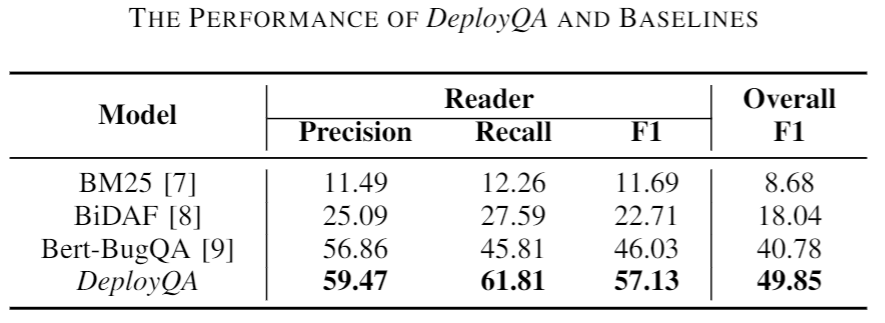 THE PERFORMANCE OF DeployQA AND BASELINES
Model Reader Overall
Precision Recall F1 F1
BM25 [7] 11.49 12.26 11.69 8.68
BiDAF [8] 25.09 27.59 22.71 18.04
Bert-BugQA [9] 56.86 45.81 46.03 40.78
DeployQA 59.47 61.81 57.13 49.85